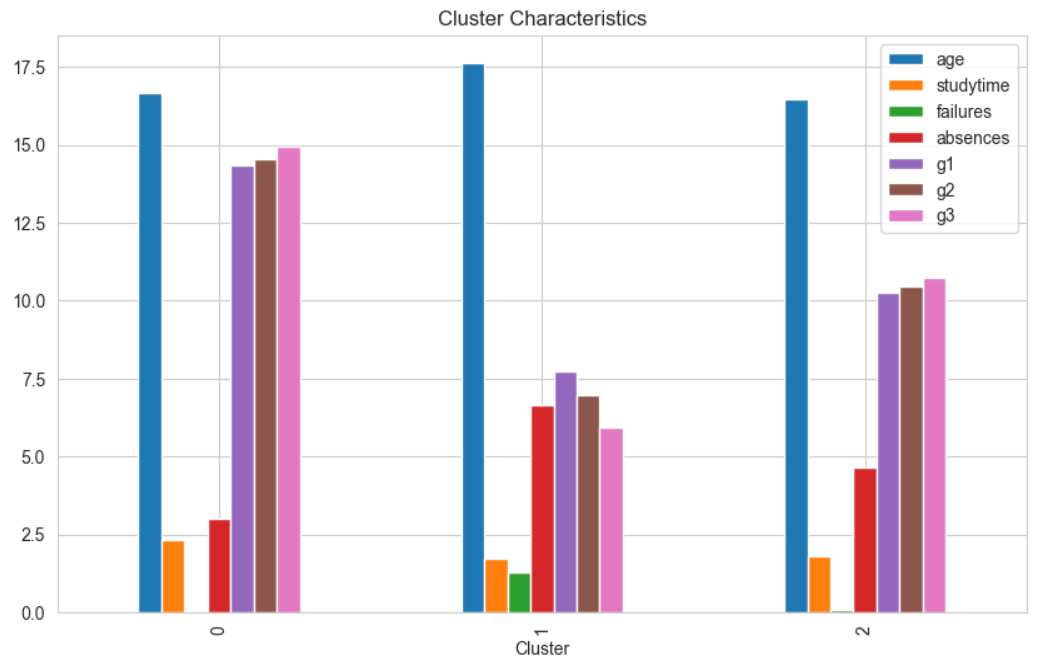 Cluster Characteristics
17.5
15.0
12.5
10.0
7.5
5.0
2.5
0.0
age
studytime
failures
absences
g1
g2
g3
0
1
2
Cluster